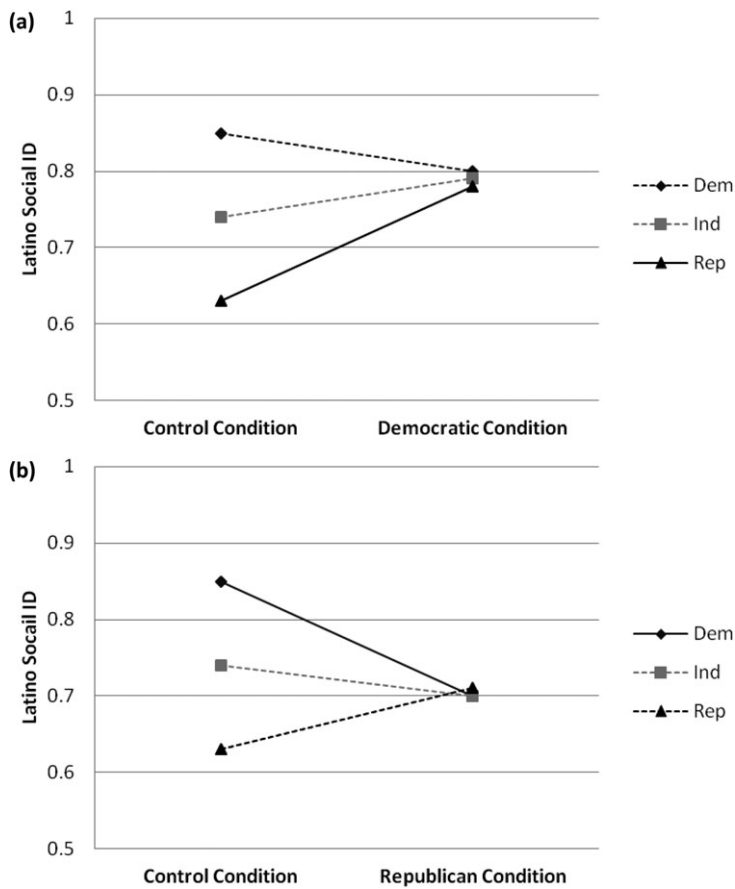 (a)
1
0.9
0.8
0.7
0.6
0.5
Latino Social ID
Control Condition
Democratic Condition
Dem
Ind
Rep
(b)
1
0.9
0.8
0.7
0.6
0.5
Latino Socail ID
Control Condition
Republican Condition
Dem
Ind
Rep